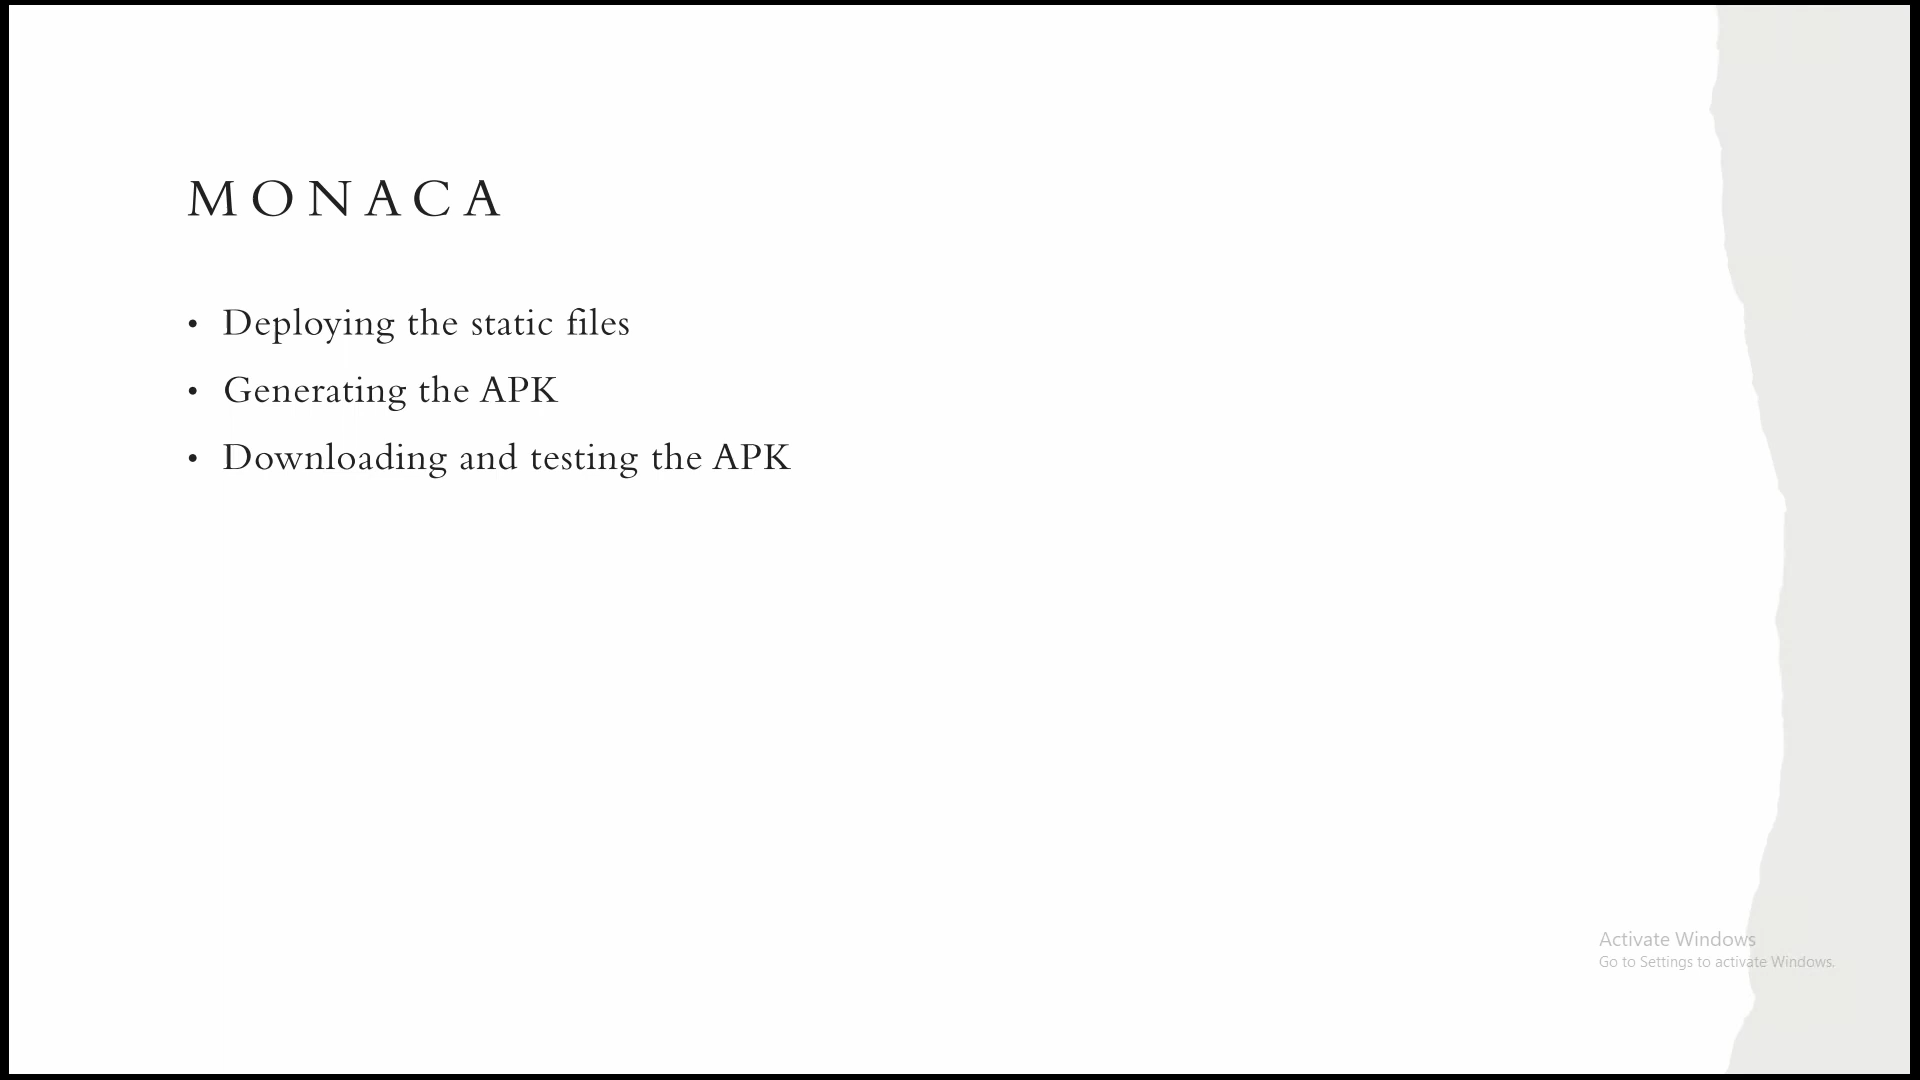 MONACA
• Deploying the static files
• Generating the APK
• Downloading and testing the APK
Activate Windows
Go to Settings to activate Windows.